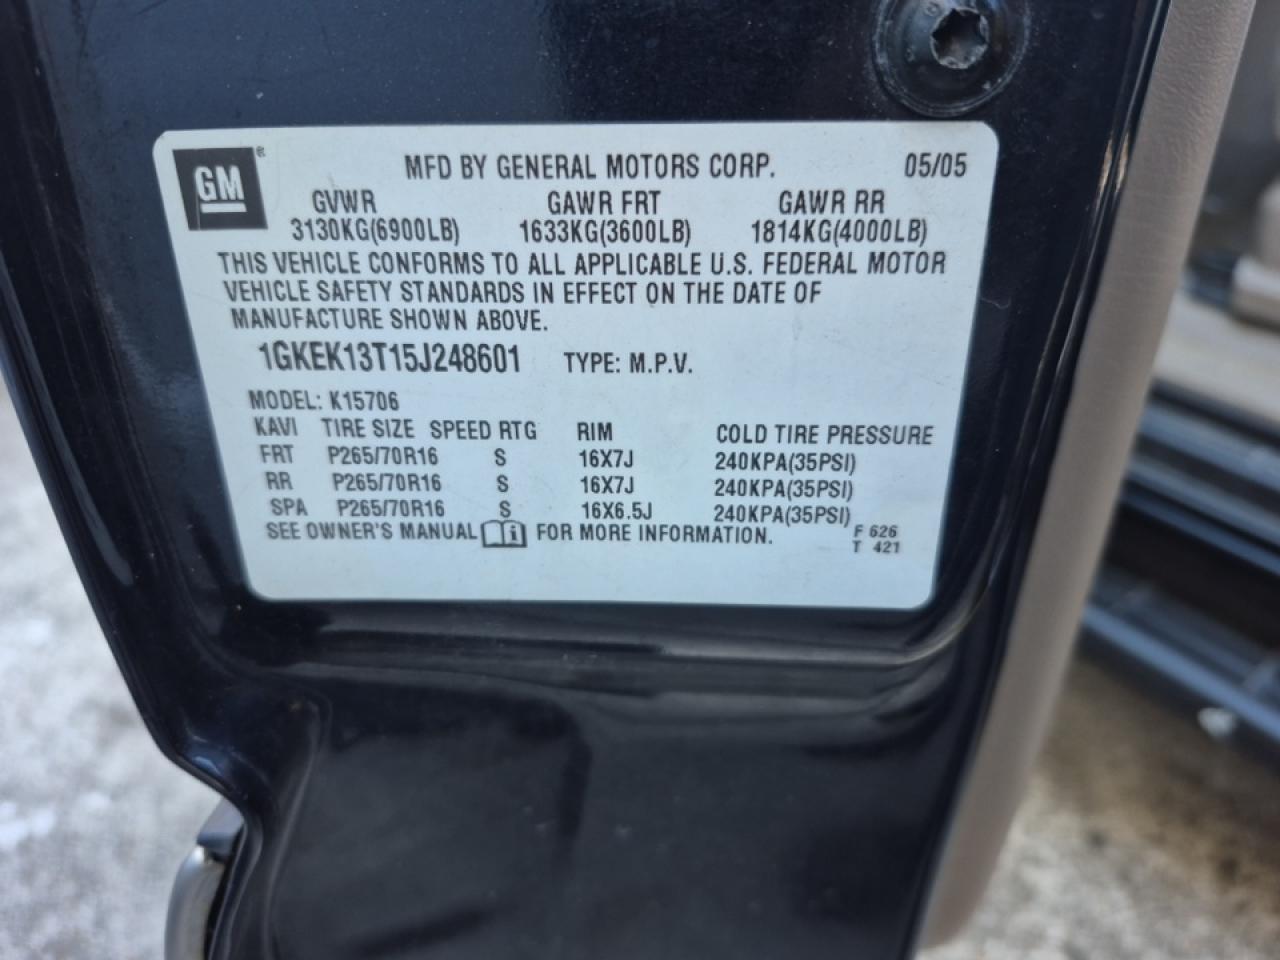 GM ®
MFD BY GENERAL MOTORS CORP. 05/05
GVWR GAWR FRT GAWR RR
3130KG(6900LB) 1633KG(3600LB) 1814KG(4000LB)
THIS VEHICLE CONFORMS TO ALL APPLICABLE U.S. FEDERAL MOTOR
VEHICLE SAFETY STANDARDS IN EFFECT ON THE DATE OF
MANUFACTURE SHOWN ABOVE.
1GKEK13T15J248601 TYPE: M.P.V.
MODEL: K15706
KAVI TIRE SIZE SPEED RTG RIM COLD TIRE PRESSURE
FRT P265/70R16 S 16X7J 240KPA(35PSI)
RR P265/70R16 S 16X7J 240KPA(35PSI)
SPA P265/70R16 S 16X6.5J 240KPA(35PSI)
SEE OWNER'S MANUAL i FOR MORE INFORMATION. F 626
T 421